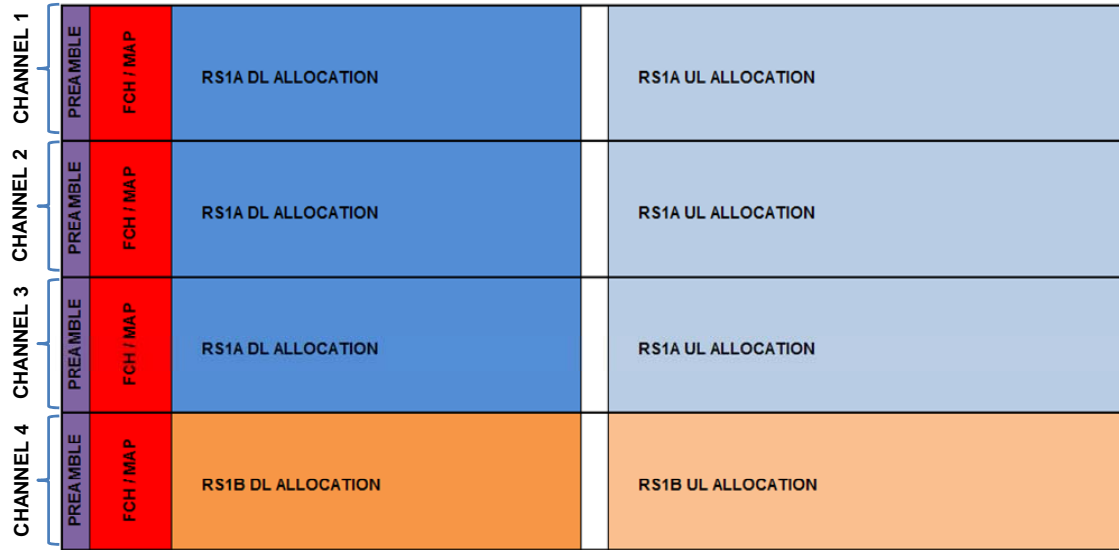 CHANNEL 1
PREAMBLE
FCH / MAP
RS1A DL ALLOCATION
RS1A UL ALLOCATION
CHANNEL 2
PREAMBLE
FCH / MAP
RS1A DL ALLOCATION
RS1A UL ALLOCATION
CHANNEL 3
PREAMBLE
FCH / MAP
RS1A DL ALLOCATION
RS1A UL ALLOCATION
CHANNEL 4
PREAMBLE
FCH / MAP
RS1B DL ALLOCATION
RS1B UL ALLOCATION